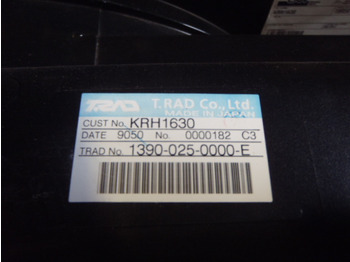 T.RAD T.RAD Co., Ltd.
MADE IN JAPAN
CUST No. KRH1630
DATE 9050 No. 0000182 C3
TRAD No. 1390-025-0000-E